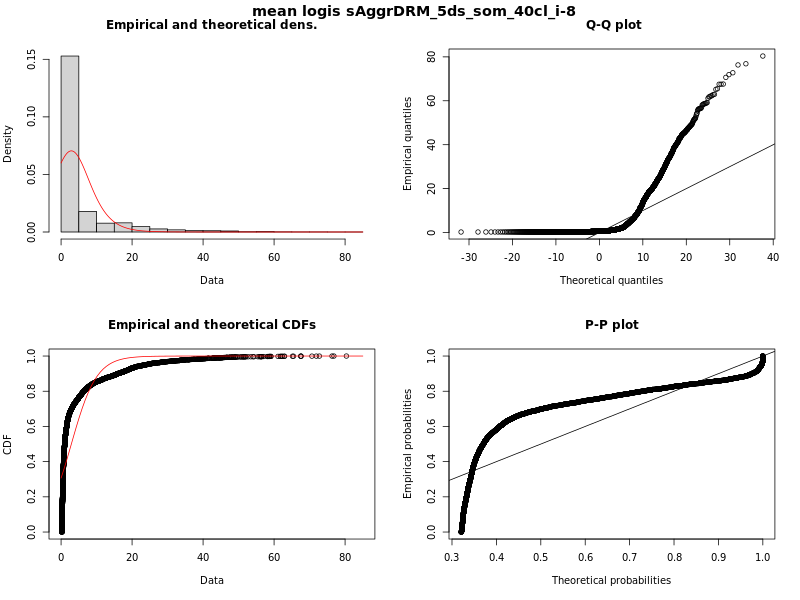 mean logis sAggrDRM_5ds_som_40cl_i-8
Empirical and theoretical dens.
Density
0.00 0.05 0.10 0.15
0 20 40 60 80
Data
Q-Q plot
Empirical quantiles
0 20 40 60 80
-30 -20 -10 0 10 20 30 40
Theoretical quantiles
Empirical and theoretical CDFs
CDF
0.0 0.2 0.4 0.6 0.8 1.0
0 20 40 60 80
Data
P-P plot
Empirical probabilities
0.0 0.2 0.4 0.6 0.8 1.0
0.3 0.4 0.5 0.6 0.7 0.8 0.9 1.0
Theoretical probabilities